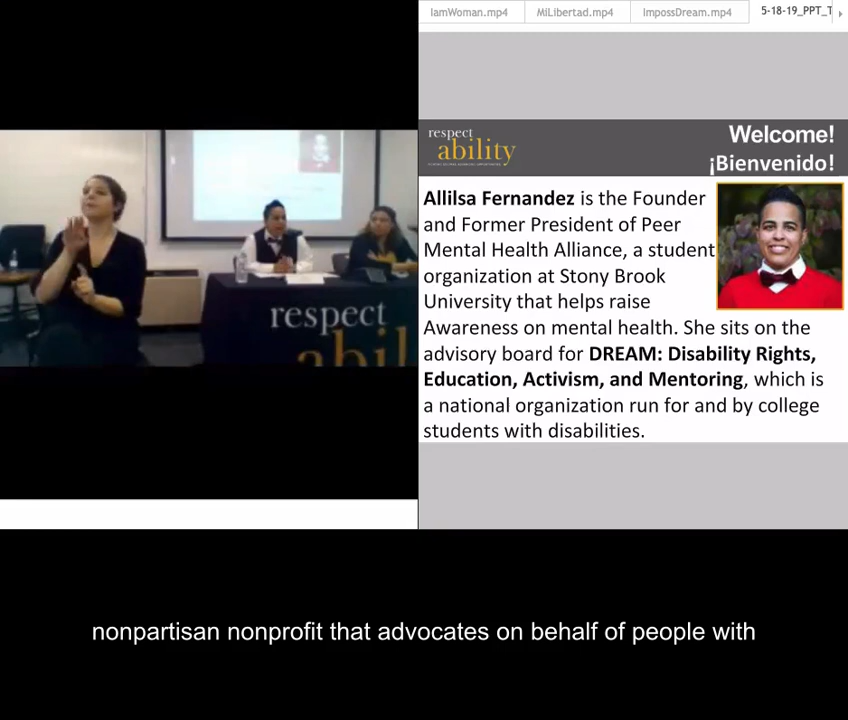 IamWoman.mp4
MiLibertad.mp4
ImpossDream.mp4
5-18-19_PPT_T
respect
ability
Welcome!
¡Bienvenido!
Allilsa Fernandez is the Founder
and Former President of Peer
Mental Health Alliance, a student
organization at Stony Brook
University that helps raise
Awareness on mental health. She sits on the
advisory board for DREAM: Disability Rights,
Education, Activism, and Mentoring, which is
a national organization run for and by college
students with disabilities.
respect
abil
nonpartisan nonprofit that advocates on behalf of people with